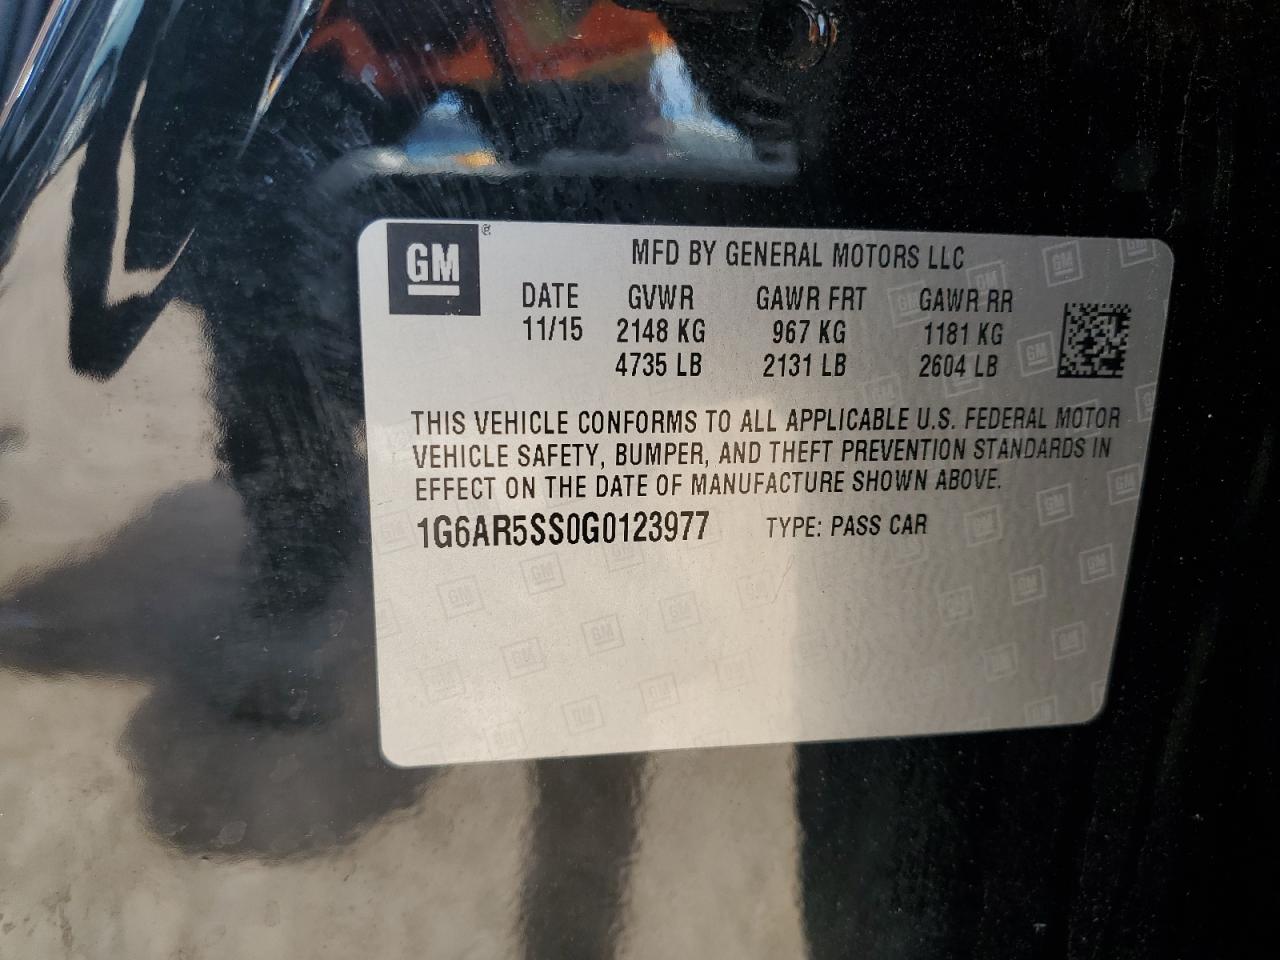 GM ®
MFD BY GENERAL MOTORS LLC
DATE GVWR GAWR FRT GAWR RR
11/15 2148 KG 967 KG 1181 KG
4735 LB 2131 LB 2604 LB
THIS VEHICLE CONFORMS TO ALL APPLICABLE U.S. FEDERAL MOTOR
VEHICLE SAFETY, BUMPER, AND THEFT PREVENTION STANDARDS IN
EFFECT ON THE DATE OF MANUFACTURE SHOWN ABOVE.
1G6AR5SS0G0123977 TYPE: PASS CAR